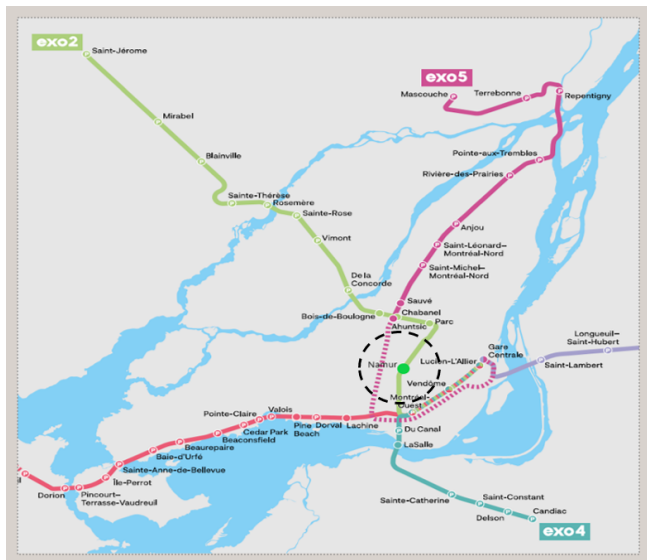 exo2
Saint-Jérome
exo5
Mascouche
Terrebonne
Repentigny
Mirabel
Blainville
Pointe-aux-Trembles
Rivière-des-Prairies
Sainte-Thérèse
Rosemère
Sainte-Rose
Vimont
Anjou
Saint-Léonard–
Montréal-Nord
Saint-Michel–
Montréal-Nord
De la
Concorde
Sauvé
Chabanel
Bois-de-Boulogne
Ahuntsic
Parc
Namur
Lucien-L'Allier
Gare
Centrale
Longueuil–
Saint-Hubert
Saint-Lambert
Vendôme
Montréal-
Ouest
Pointe-Claire
Valois
Cedar Park
Pine
Beach
Dorval
Lachine
Du Canal
LaSalle
Beaconsfield
Beaurepaire
Baie-d'Urfé
Sainte-Anne-de-Bellevue
Île-Perrot
Dorion
Pincourt–
Terrasse-Vaudreuil
Sainte-Catherine
Saint-Constant
Delson
Candiac
exo4